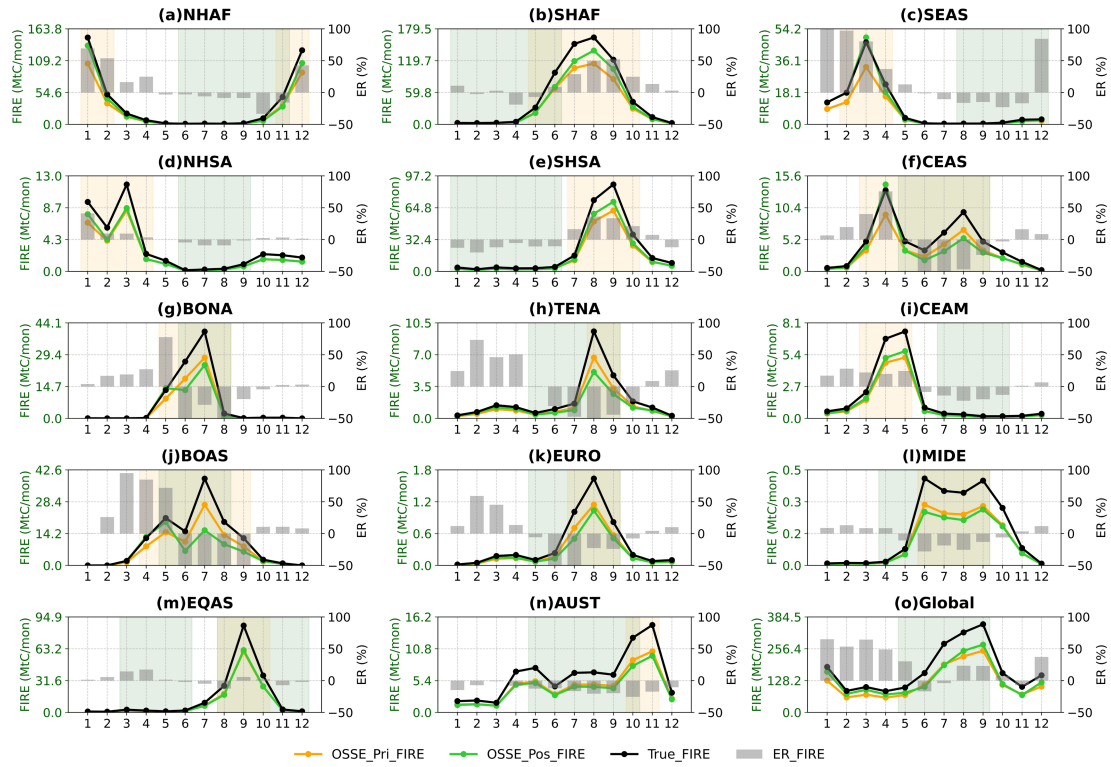 (a)NHAF
163.8
109.2
54.6
0.0
FIRE (MtC/mon)
100
50
0
−50
ER (%)
1 2 3 4 5 6 7 8 9 10 11 12
(b)SHAF
179.5
119.7
59.8
0.0
FIRE (MtC/mon)
100
50
0
−50
ER (%)
1 2 3 4 5 6 7 8 9 10 11 12
(c)SEAS
54.2
36.1
18.1
0.0
FIRE (MtC/mon)
100
50
0
−50
ER (%)
1 2 3 4 5 6 7 8 9 10 11 12
(d)NHSA
13.0
8.7
4.3
0.0
FIRE (MtC/mon)
100
50
0
−50
ER (%)
1 2 3 4 5 6 7 8 9 10 11 12
(e)SHSA
97.2
64.8
32.4
0.0
FIRE (MtC/mon)
100
50
0
−50
ER (%)
1 2 3 4 5 6 7 8 9 10 11 12
(f)CEAS
15.6
10.4
5.2
0.0
FIRE (MtC/mon)
100
50
0
−50
ER (%)
1 2 3 4 5 6 7 8 9 10 11 12
(g)BONA
44.1
29.4
14.7
0.0
FIRE (MtC/mon)
100
50
0
−50
ER (%)
1 2 3 4 5 6 7 8 9 10 11 12
(h)TENA
10.5
7.0
3.5
0.0
FIRE (MtC/mon)
100
50
0
−50
ER (%)
1 2 3 4 5 6 7 8 9 10 11 12
(i)CEAM
8.1
5.4
2.7
0.0
FIRE (MtC/mon)
100
50
0
−50
ER (%)
1 2 3 4 5 6 7 8 9 10 11 12
(j)BOAS
42.6
28.4
14.2
0.0
FIRE (MtC/mon)
100
50
0
−50
ER (%)
1 2 3 4 5 6 7 8 9 10 11 12
(k)EURO
1.8
1.2
0.6
0.0
FIRE (MtC/mon)
100
50
0
−50
ER (%)
1 2 3 4 5 6 7 8 9 10 11 12
(l)MIDE
0.5
0.3
0.2
0.0
FIRE (MtC/mon)
100
50
0
−50
ER (%)
1 2 3 4 5 6 7 8 9 10 11 12
(m)EQAS
94.9
63.2
31.6
0.0
FIRE (MtC/mon)
100
50
0
−50
ER (%)
1 2 3 4 5 6 7 8 9 10 11 12
(n)AUST
16.2
10.8
5.4
0.0
FIRE (MtC/mon)
100
50
0
−50
ER (%)
1 2 3 4 5 6 7 8 9 10 11 12
(o)Global
384.5
256.4
128.2
0.0
FIRE (MtC/mon)
100
50
0
−50
ER (%)
1 2 3 4 5 6 7 8 9 10 11 12
OSSE_Pri_FIRE OSSE_Pos_FIRE True_FIRE ER_FIRE